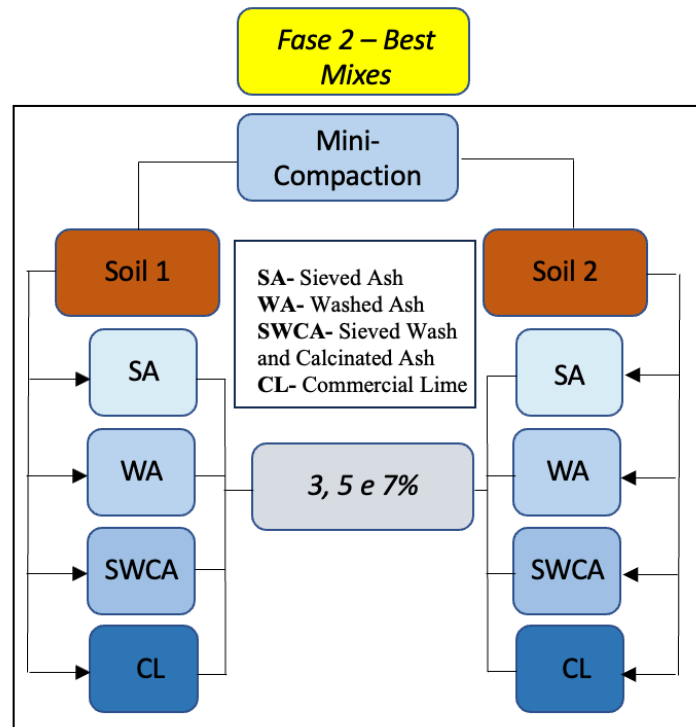 Fase 2 – Best
Mixes
Mini-
Compaction
Soil 1
Soil 2
SA- Sieved Ash
WA- Washed Ash
SWCA- Sieved Wash
and Calcinated Ash
CL- Commercial Lime
SA
SA
WA
3, 5 e 7%
WA
SWCA
SWCA
CL
CL